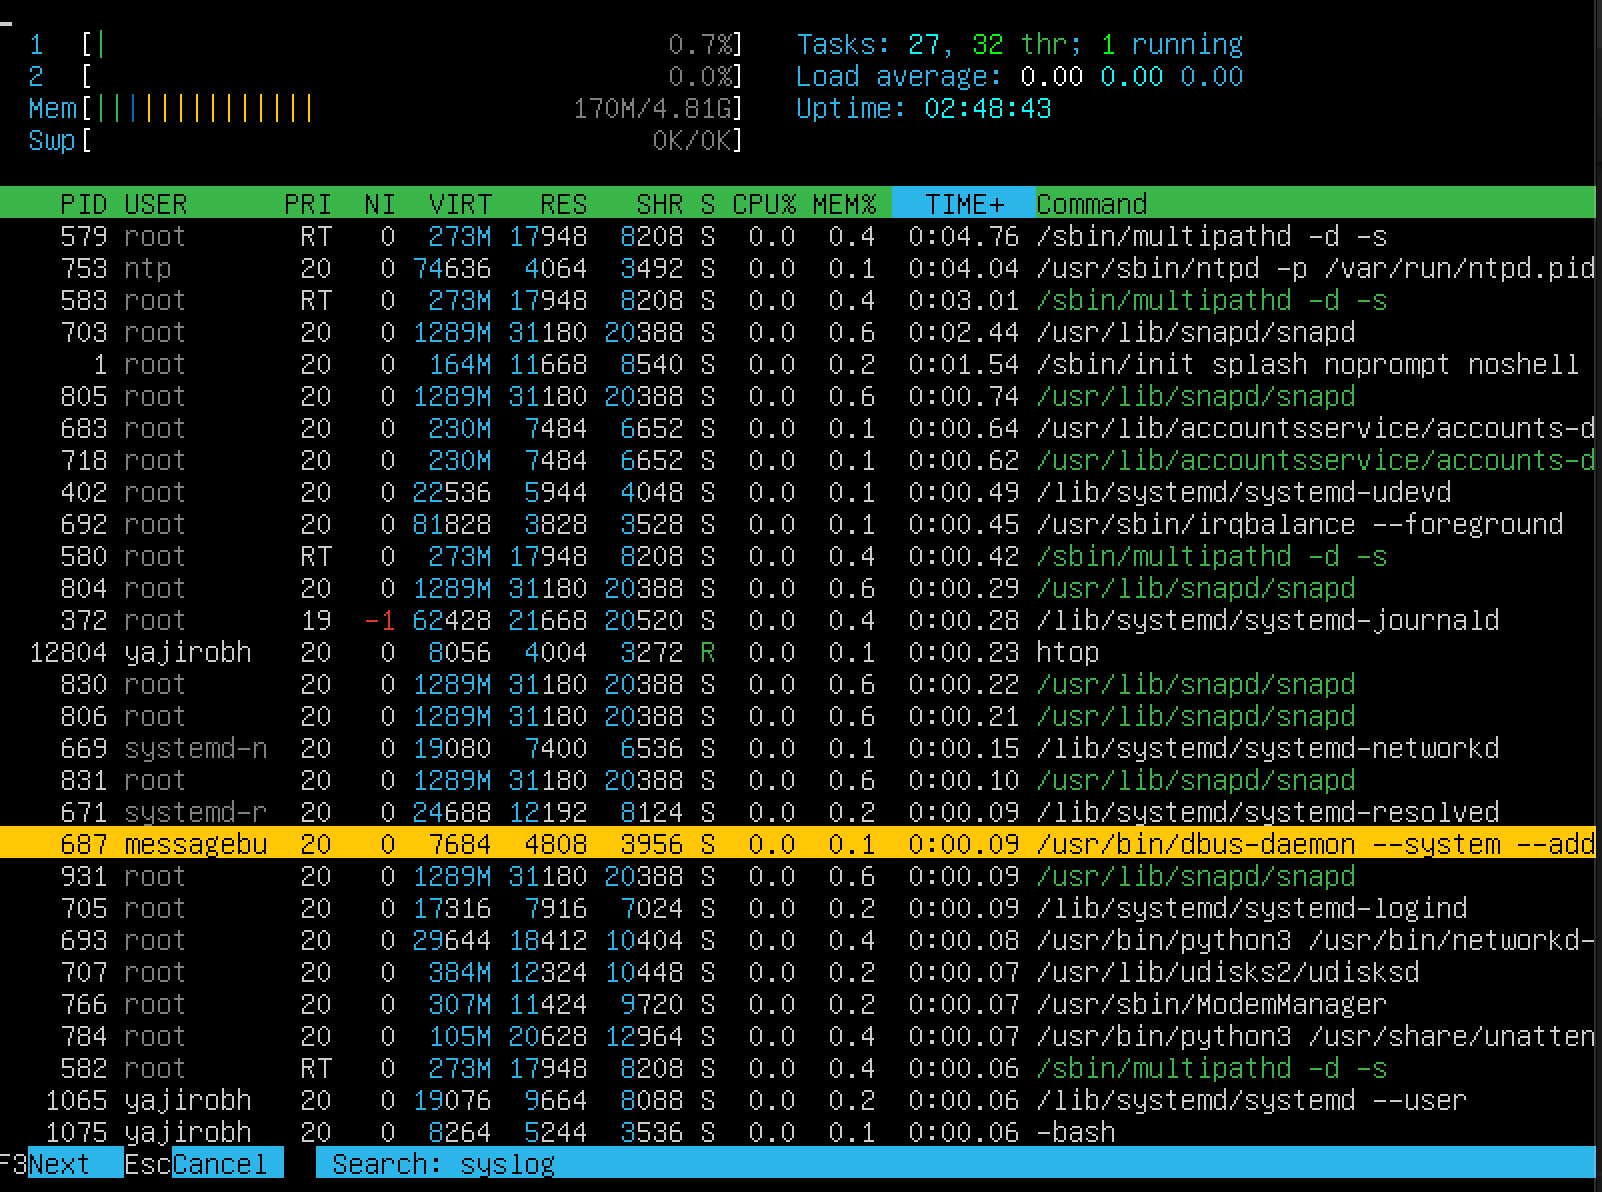 1 [| 0.7%] Tasks: 27, 32 thr; 1 running
2 [ 0.0%] Load average: 0.00 0.00 0.00
Mem[|||||||||||||| 170M/4.81G] Uptime: 02:48:43
Swp[ 0K/0K]
PID USER PRI NI VIRT RES SHR S CPU% MEM% TIME+ Command
579 root RT 0 273M 17948 8208 S 0.0 0.4 0:04.76 /sbin/multipathd -d -s
753 ntp 20 0 74636 4064 3492 S 0.0 0.1 0:04.04 /usr/sbin/ntpd -p /var/run/ntpd.pid
583 root RT 0 273M 17948 8208 S 0.0 0.4 0:03.01 /sbin/multipathd -d -s
703 root 20 0 1289M 31180 20388 S 0.0 0.6 0:02.44 /usr/lib/snapd/snapd
1 root 20 0 164M 11668 8540 S 0.0 0.2 0:01.54 /sbin/init splash noprompt noshell
805 root 20 0 1289M 31180 20388 S 0.0 0.6 0:00.74 /usr/lib/snapd/snapd
683 root 20 0 230M 7484 6652 S 0.0 0.1 0:00.64 /usr/lib/accountsservice/accounts-d
718 root 20 0 230M 7484 6652 S 0.0 0.1 0:00.62 /usr/lib/accountsservice/accounts-d
402 root 20 0 22536 5944 4048 S 0.0 0.1 0:00.49 /lib/systemd/systemd-udevd
692 root 20 0 81828 3828 3528 S 0.0 0.1 0:00.45 /usr/sbin/irqbalance --foreground
580 root RT 0 273M 17948 8208 S 0.0 0.4 0:00.42 /sbin/multipathd -d -s
804 root 20 0 1289M 31180 20388 S 0.0 0.6 0:00.29 /usr/lib/snapd/snapd
372 root 19 -1 62428 21668 20520 S 0.0 0.4 0:00.28 /lib/systemd/systemd-journald
12804 yajirobh 20 0 8056 4004 3272 R 0.0 0.1 0:00.23 htop
830 root 20 0 1289M 31180 20388 S 0.0 0.6 0:00.22 /usr/lib/snapd/snapd
806 root 20 0 1289M 31180 20388 S 0.0 0.6 0:00.21 /usr/lib/snapd/snapd
669 systemd-n 20 0 19080 7400 6536 S 0.0 0.1 0:00.15 /lib/systemd/systemd-networkd
831 root 20 0 1289M 31180 20388 S 0.0 0.6 0:00.10 /usr/lib/snapd/snapd
671 systemd-r 20 0 24688 12192 8124 S 0.0 0.2 0:00.09 /lib/systemd/systemd-resolved
687 messagebu 20 0 7684 4808 3956 S 0.0 0.1 0:00.09 /usr/bin/dbus-daemon --system --add
931 root 20 0 1289M 31180 20388 S 0.0 0.6 0:00.09 /usr/lib/snapd/snapd
705 root 20 0 17316 7916 7024 S 0.0 0.2 0:00.09 /lib/systemd/systemd-logind
693 root 20 0 29644 18412 10404 S 0.0 0.4 0:00.08 /usr/bin/python3 /usr/bin/networkd-
707 root 20 0 384M 12324 10448 S 0.0 0.2 0:00.07 /usr/lib/udisks2/udisksd
766 root 20 0 307M 11424 9720 S 0.0 0.2 0:00.07 /usr/sbin/ModemManager
784 root 20 0 105M 20628 12964 S 0.0 0.4 0:00.07 /usr/bin/python3 /usr/share/unatten
582 root RT 0 273M 17948 8208 S 0.0 0.4 0:00.06 /sbin/multipathd -d -s
1065 yajirobh 20 0 19076 9664 8088 S 0.0 0.2 0:00.06 /lib/systemd/systemd --user
1075 yajirobh 20 0 8264 5244 3536 S 0.0 0.1 0:00.06 -bash
F3Next EscCancel Search: syslog